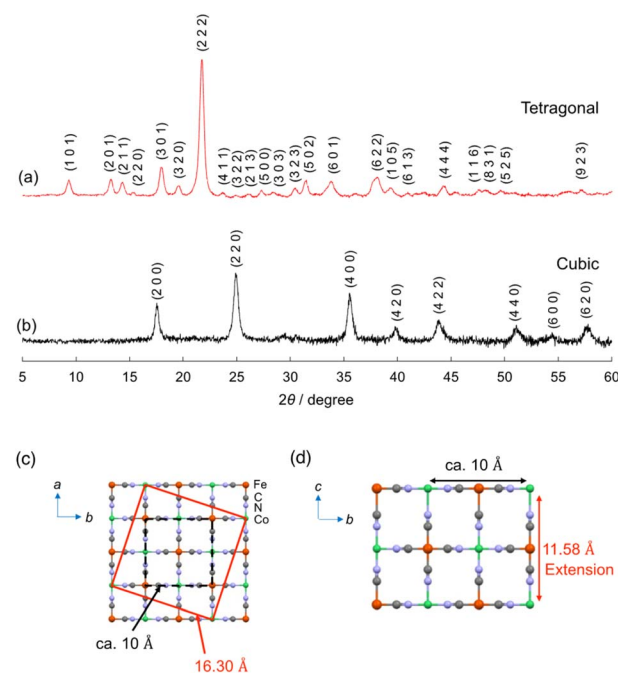 (a)
Tetragonal
(1 0 1)
(2 0 1)
(2 1 1)
(2 2 0)
(3 0 1)
(3 2 0)
(2 2 2)
(4 1 1)
(3 2 2)
(2 1 3)
(5 0 0)
(3 0 3)
(3 2 3)
(5 0 2)
(6 0 1)
(6 2 2)
(1 0 5)
(6 1 3)
(4 4 4)
(1 1 6)
(8 3 1)
(5 2 5)
(9 2 3)
(a)
Cubic
(2 0 0)
(2 2 0)
(4 0 0)
(4 2 0)
(4 2 2)
(4 4 0)
(6 0 0)
(6 2 0)
(b)
5 10 15 20 25 30 35 40 45 50 55 60
2θ / degree
(c)
a
b
Fe
C
N
Co
ca. 10 Å
16.30 Å
(d)
ca. 10 Å
c
b
11.58 Å
Extension